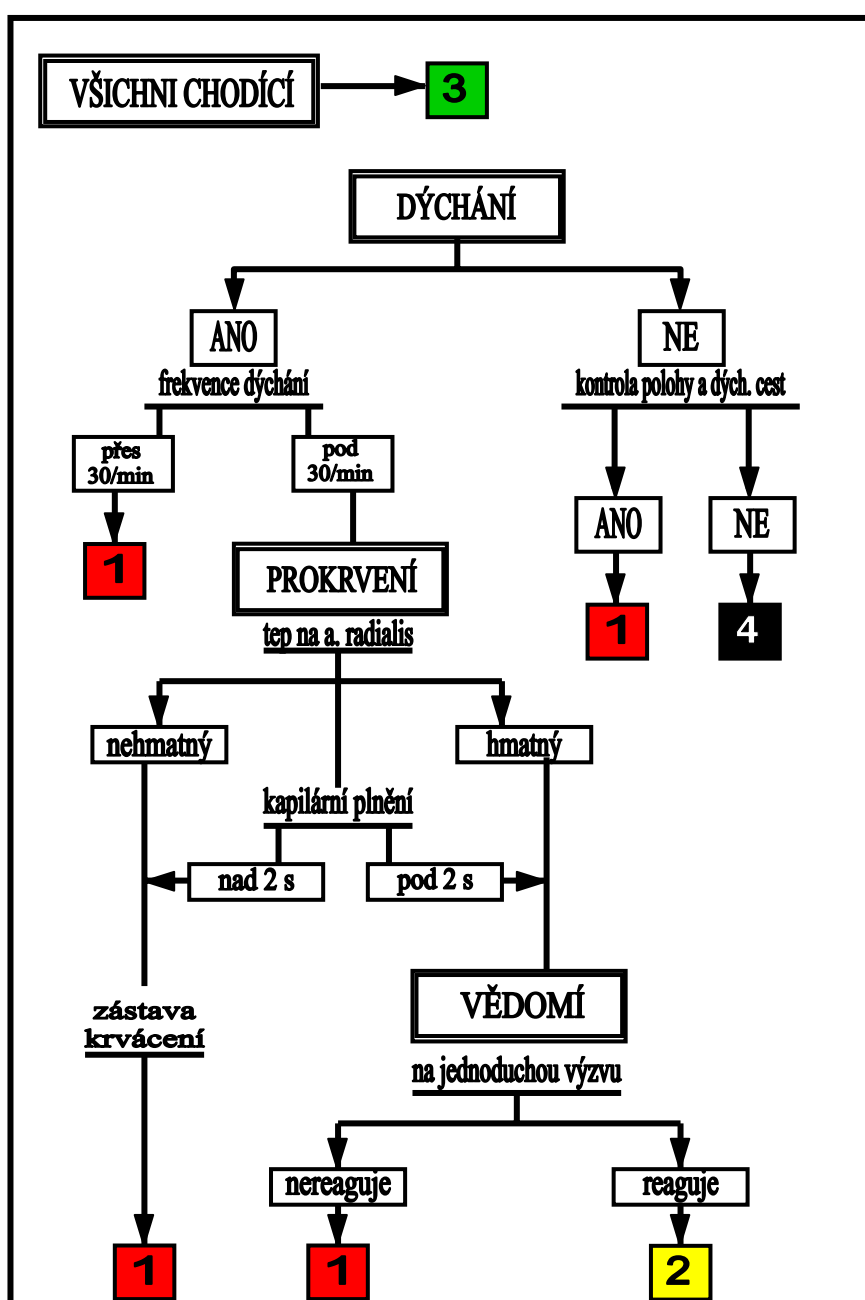 VŠICHNI CHODÍCÍ
3
DÝCHÁNÍ
ANO
NE
frekvence dýchání
kontrola polohy a dých. cest
přes
30/min
pod
30/min
ANO
NE
1
PROKRVENÍ
1
4
tep na a. radialis
nehmatný
hmatný
kapilární plnění
nad 2 s
pod 2 s
zástava
krvácení
VĚDOMÍ
na jednoduchou výzvu
nereaguje
reaguje
1
1
2